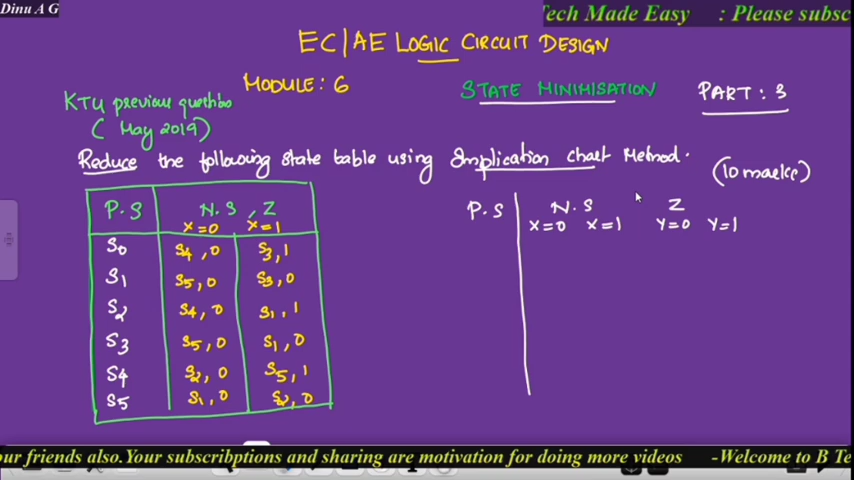 Dinu A G
Tech Made Easy : Please subsc
EC|AE LOGIC CIRCUIT DESIGN
MODULE: 6
STATE MINIMISATION PART: 3
KTU previous question
(May 2019)
Reduce the following state table using Implication chart Method.
(10 marks)
P.S N.S , Z
X=0 X=1
S0 S4,0 S3,1
S1 S5,0 S3,0
S2 S4,0 S1,1
S3 S5,0 S1,0
S4 S2,0 S5,1
S5 S1,0 S2,0
P.S N.S Z
X=0 X=1 Y=0 Y=1
our friends also.Your subscribptions and sharing are motivation for doing more videos -Welcome to B Te